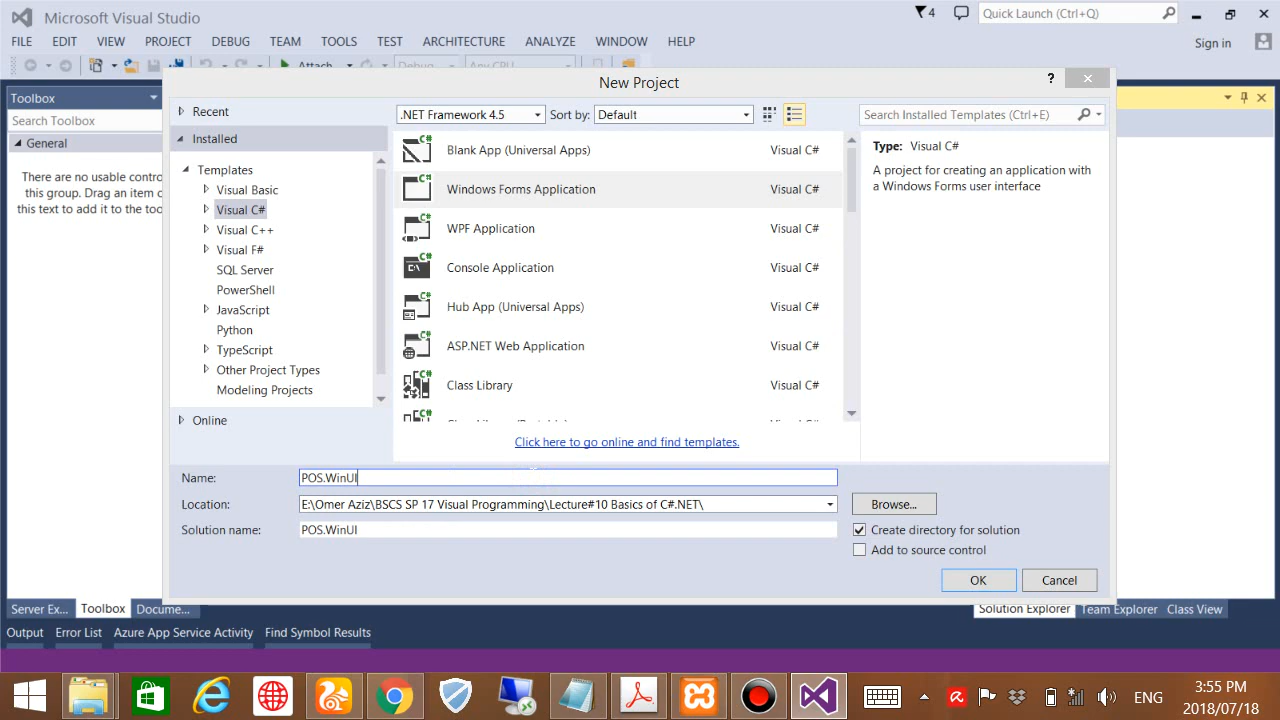 Microsoft Visual Studio
4
Quick Launch (Ctrl+Q)
FILE EDIT VIEW PROJECT DEBUG TEAM TOOLS TEST ARCHITECTURE ANALYZE WINDOW HELP
Sign in
Attach
Debug
Any CPU
New Project
?
Toolbox
Search Toolbox
General
There are no usable contro
this group. Drag an item o
this text to add it to the too
Recent
.NET Framework 4.5
Sort by: Default
Search Installed Templates (Ctrl+E)
Installed
Templates
Visual Basic
Visual C#
Visual C++
Visual F#
SQL Server
PowerShell
JavaScript
Python
TypeScript
Other Project Types
Modeling Projects
Online
Blank App (Universal Apps) Visual C#
Windows Forms Application Visual C#
WPF Application Visual C#
Console Application Visual C#
Hub App (Universal Apps) Visual C#
ASP.NET Web Application Visual C#
Class Library Visual C#
Type: Visual C#
A project for creating an application with
a Windows Forms user interface
Click here to go online and find templates.
Name: POS.WinUI
Location: E:\Omer Aziz\BSCS SP 17 Visual Programming\Lecture#10 Basics of C#.NET\
Browse...
Solution name: POS.WinUI
Create directory for solution
Add to source control
OK Cancel
Server Ex... Toolbox Docume...
Solution Explorer Team Explorer Class View
Output Error List Azure App Service Activity Find Symbol Results
ENG
3:55 PM
2018/07/18